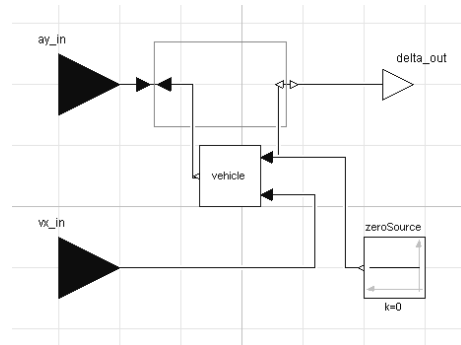 ay_in
delta_out
vehicle
vx_in
zeroSource
k=0